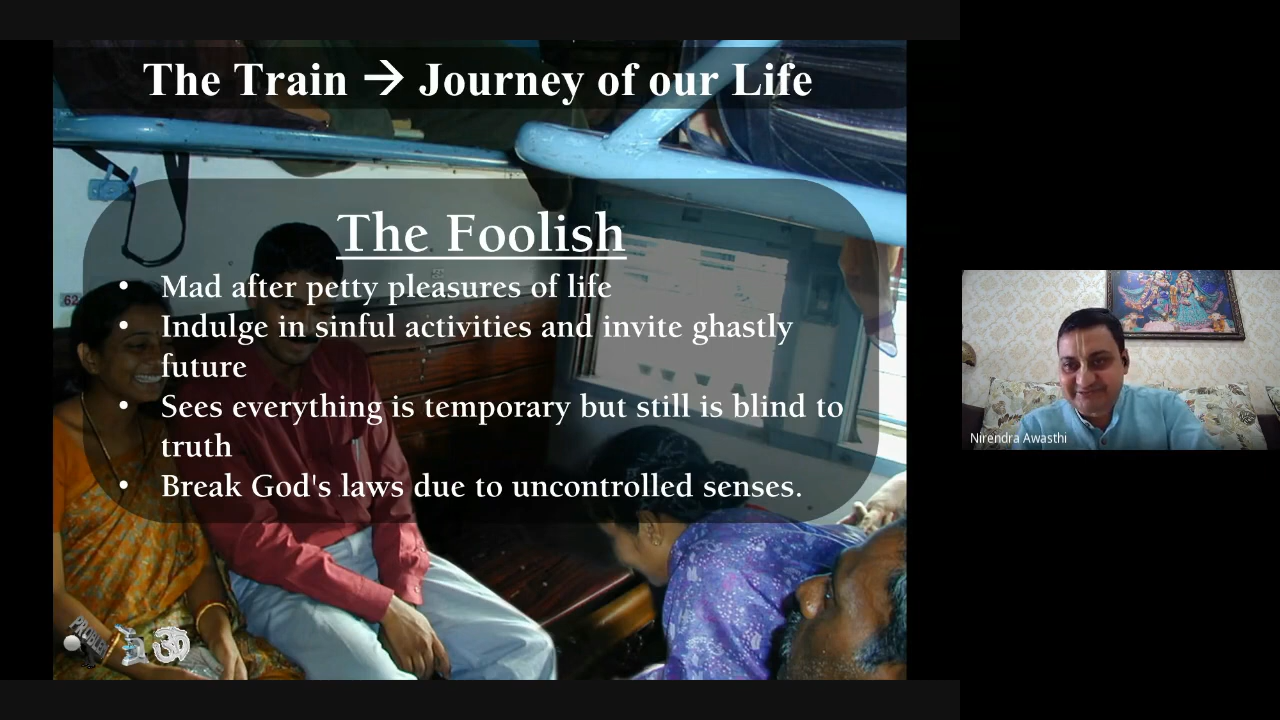 The Train → Journey of our Life
The Foolish
• Mad after petty pleasures of life
• Indulge in sinful activities and invite ghastly
future
• Sees everything is temporary but still is blind to
truth
• Break God's laws due to uncontrolled senses.
62
PROBLEM
ॐ
Nirendra Awasthi